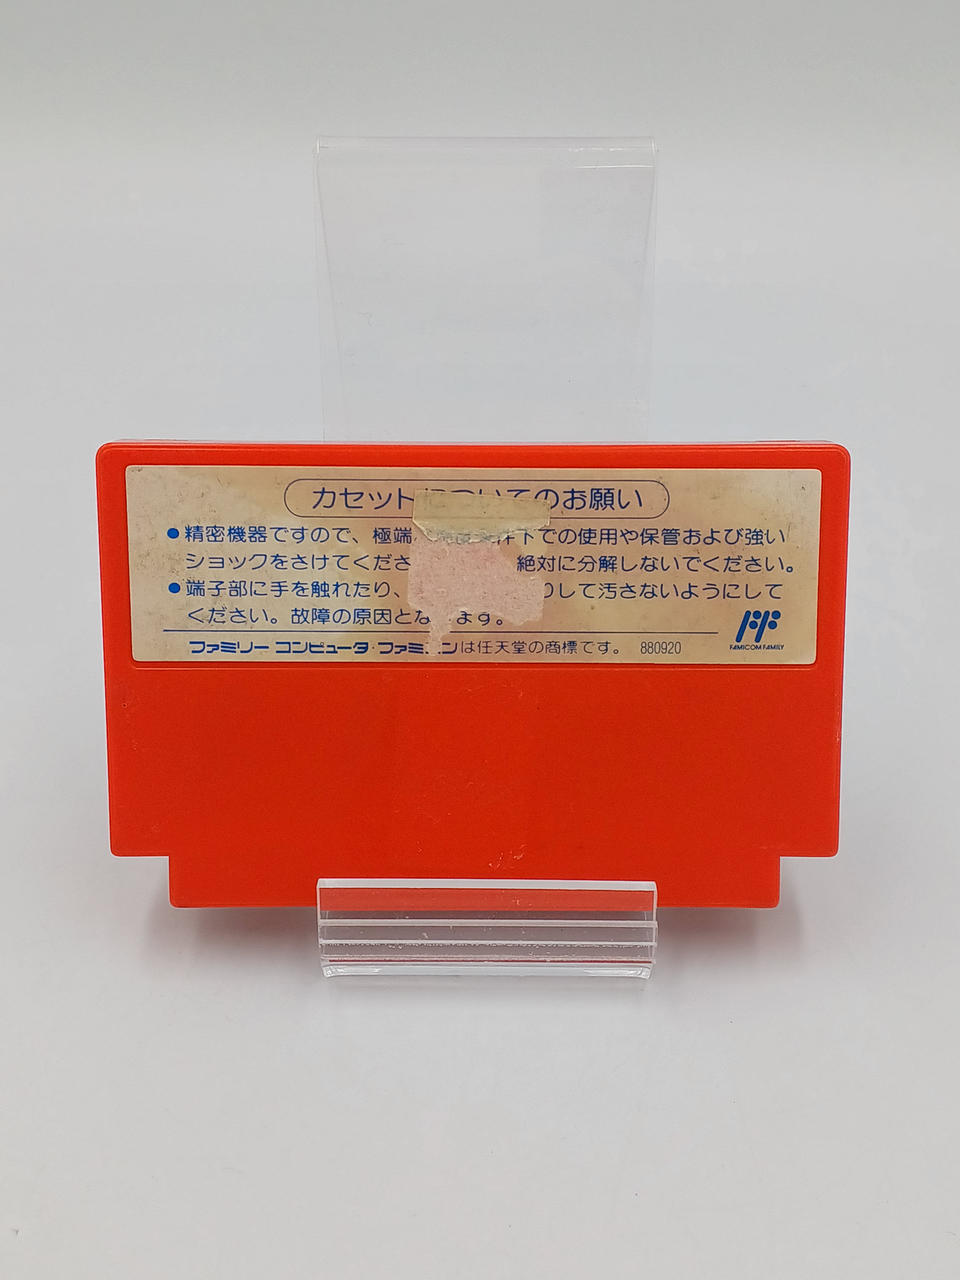 カセットについてのお願い
●精密機器ですので、極端 条件下での使用や保管および強い
ショックをさけてくださ 絶対に分解しないでください。
●端子部に手を触れたり、 りして汚さないようにして
ください。故障の原因とな ます。
ファミリー コンピュータ・ファミコンは任天堂の商標です。 880920
FAMICOM FAMILY